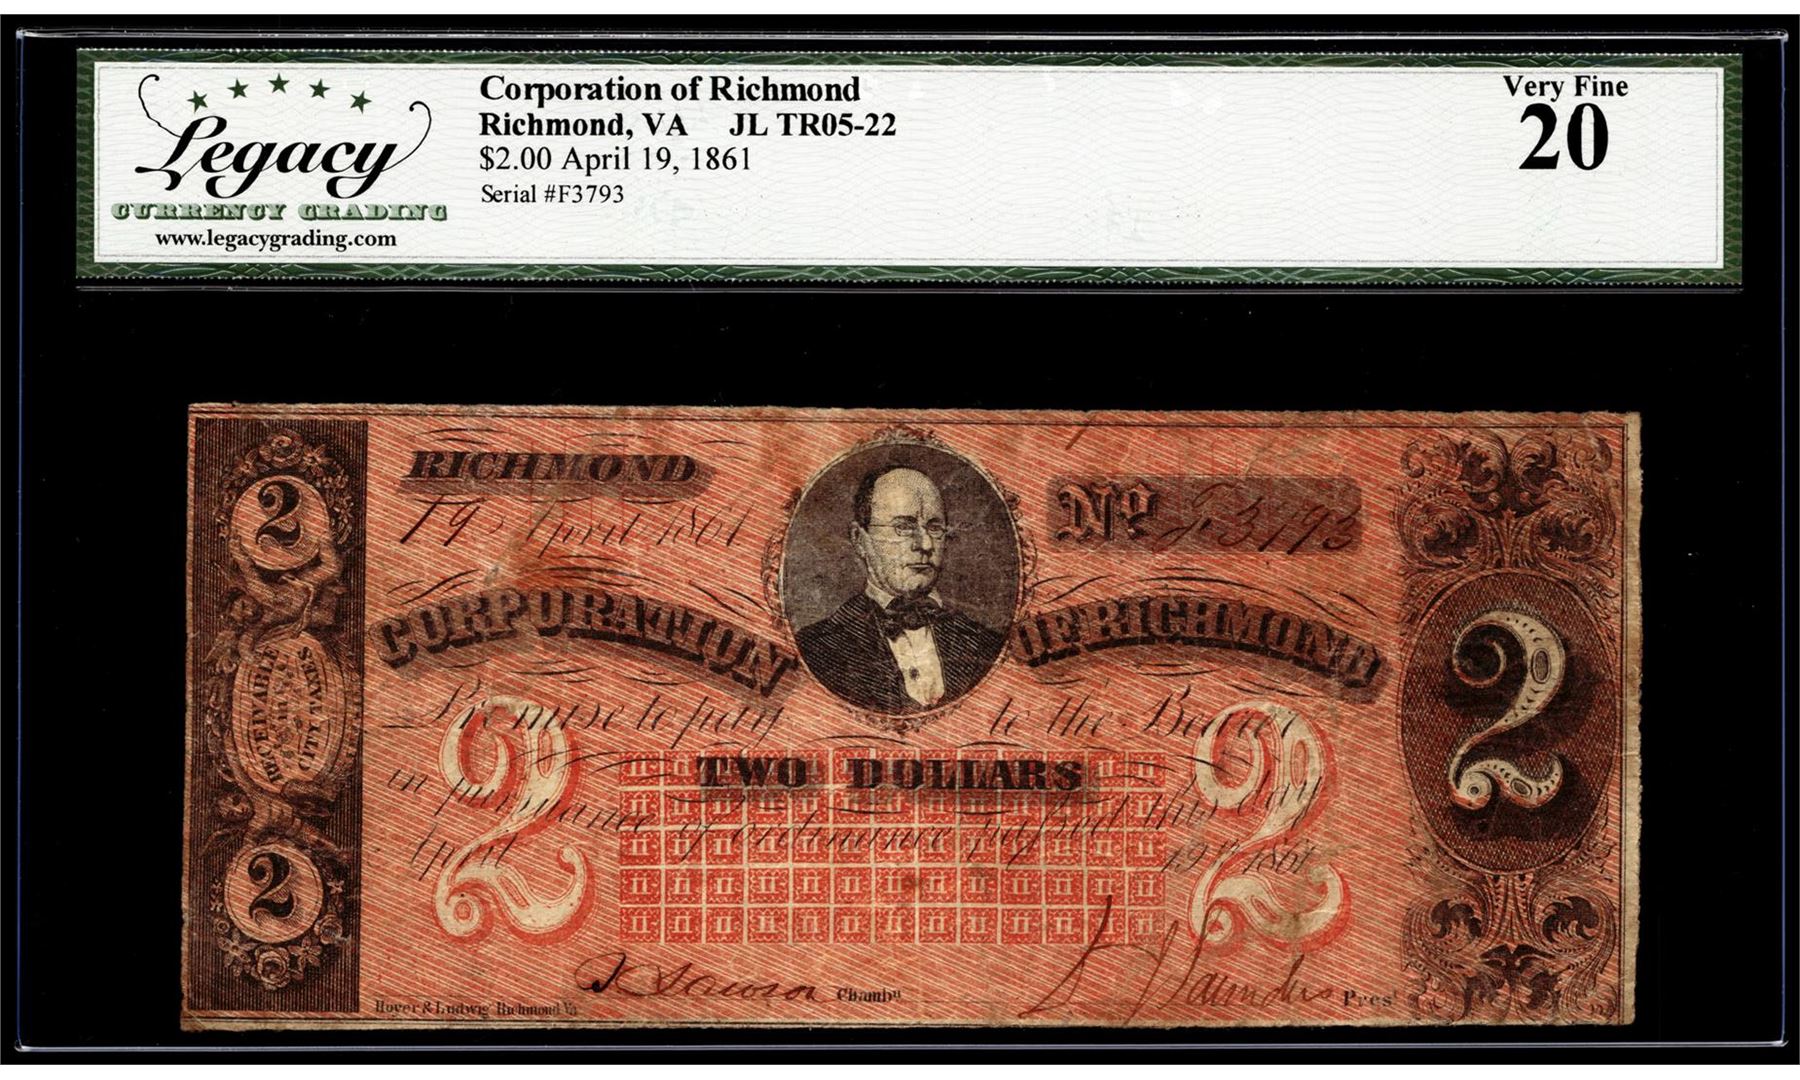 Legacy
CURRENCY GRADING
www.legacygrading.com
Corporation of Richmond
Richmond, VA JL TR05-22
$2.00 April 19, 1861
Serial #F3793
Very Fine
20
2
RECEIVABLE
CITY
2
RICHMOND
19 April 1861
No F3793
CORPORATION OF RICHMOND
Promise to pay to the Bearer
2 TWO DOLLARS 2
in pursuance of ordinance passed this day
April 19th 1861
2
Chambn
Saunders Prest
Hoyer & Ludwig Richmond Va